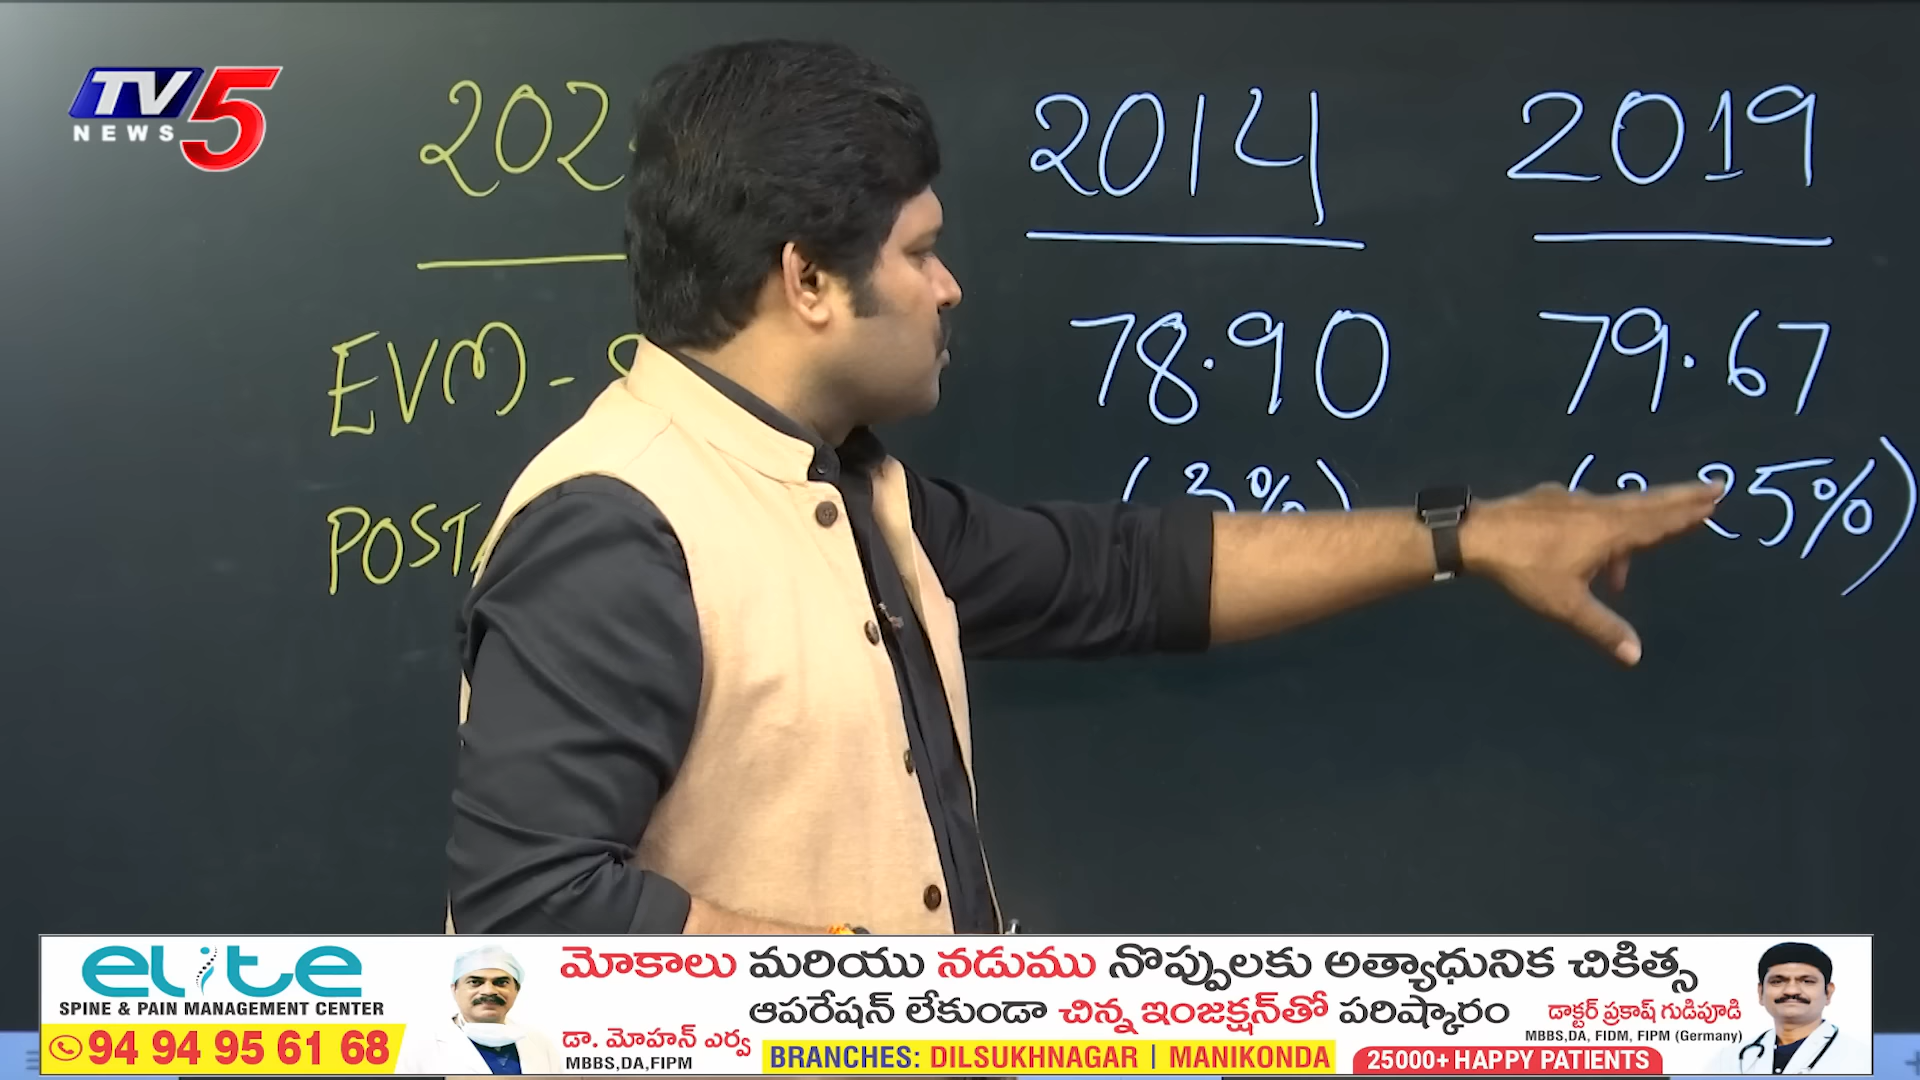 TV5
NEWS
2014
2019
78.90
79.67
EVM -
(3%)
25%)
elite
SPINE & PAIN MANAGEMENT CENTER
94 94 95 61 68
మోకాలు మరియు నడుము నొప్పులకు అత్యాధునిక చికిత్స
ఆపరేషన్ లేకుండా చిన్న ఇంజక్షన్‌తో పరిష్కారం
డా. మోహన్ ఎర్వ
MBBS,DA,FIPM
డాక్టర్ ప్రకాష్ గుడిపూడి
MBBS,DA, FIDM, FIPM (Germany)
BRANCHES: DILSUKHNAGAR | MANIKONDA
25000+ HAPPY PATIENTS